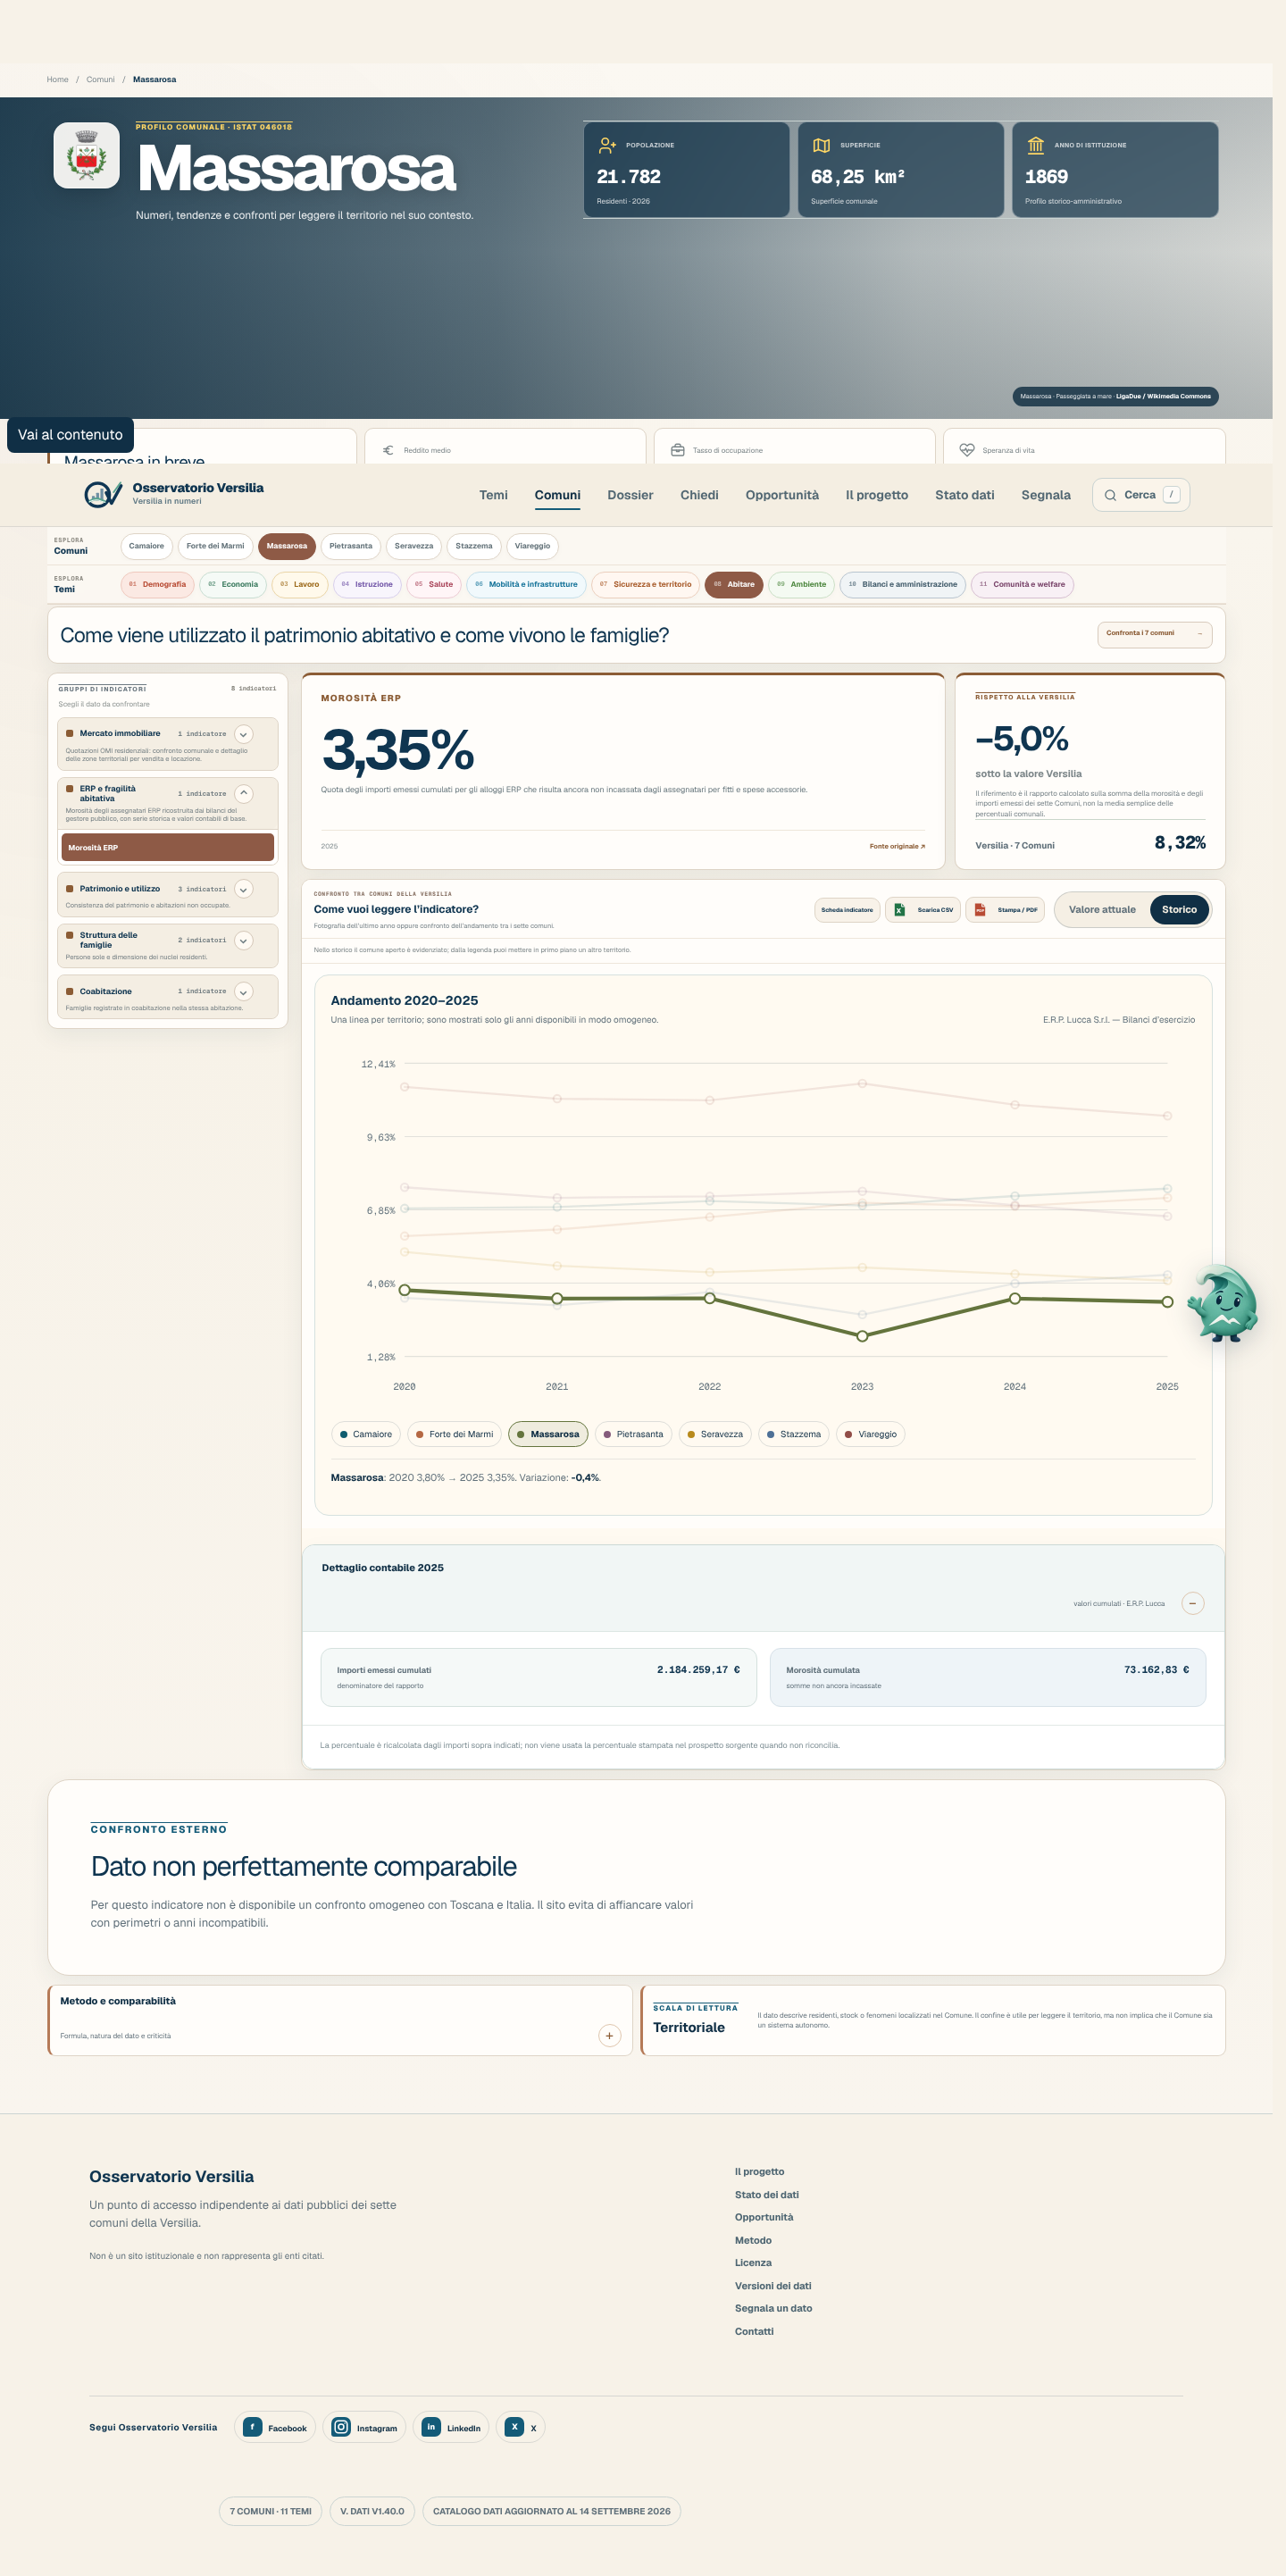 Home / Comuni / Massarosa
PROFILO COMUNALE · ISTAT 046018
Massarosa
Numeri, tendenze e confronti per leggere il territorio nel suo contesto.
POPOLAZIONE
21.782
Residenti · 2026
SUPERFICIE
68,25 km²
Superficie comunale
ANNO DI ISTITUZIONE
1869
Profilo storico-amministrativo
Massarosa · Passeggiata a mare · LigaDue / Wikimedia Commons
Vai al contenuto
Massarosa in breve
Reddito medio
Tasso di occupazione
Speranza di vita
Osservatorio Versilia
Versilia in numeri
Temi
Comuni
Dossier
Chiedi
Opportunità
Il progetto
Stato dati
Segnala
Cerca /
ESPLORA
Comuni
Camaiore
Forte dei Marmi
Massarosa
Pietrasanta
Seravezza
Stazzema
Viareggio
ESPLORA
Temi
01 Demografia
02 Economia
03 Lavoro
04 Istruzione
05 Salute
06 Mobilità e infrastrutture
07 Sicurezza e territorio
08 Abitare
09 Ambiente
10 Bilanci e amministrazione
11 Comunità e welfare
Come viene utilizzato il patrimonio abitativo e come vivono le famiglie?
Confronta i 7 comuni →
GRUPPI DI INDICATORI
8 indicatori
Scegli il dato da confrontare
Mercato immobiliare
1 indicatore
Quotazioni OMI residenziali: confronto comunale e dettaglio
delle zone territoriali per vendita e locazione.
ERP e fragilità
abitativa
1 indicatore
Morosità degli assegnatari ERP ricostruita dai bilanci del
gestore pubblico, con serie storica e valori contabili di base.
Morosità ERP
Patrimonio e utilizzo
3 indicatori
Consistenza del patrimonio e abitazioni non occupate.
Struttura delle
famiglie
2 indicatori
Persone sole e dimensione dei nuclei residenti.
Coabitazione
1 indicatore
Famiglie registrate in coabitazione nella stessa abitazione.
MOROSITÀ ERP
3,35%
Quota degli importi emessi cumulati per gli alloggi ERP che risulta ancora non incassata dagli assegnatari per fitti e spese accessorie.
2025
Fonte originale ↗
RISPETTO ALLA VERSILIA
−5,0%
sotto la valore Versilia
Il riferimento è il rapporto calcolato sulla somma della morosità e degli
importi emessi dei sette Comuni, non la media semplice delle
percentuali comunali.
Versilia · 7 Comuni
8,32%
CONFRONTO TRA COMUNI DELLA VERSILIA
Come vuoi leggere l'indicatore?
Fotografia dell'ultimo anno oppure confronto dell'andamento tra i sette comuni.
Scheda indicatore
Scarica CSV
Stampa / PDF
Valore attuale
Storico
Nello storico il comune aperto è evidenziato; dalla legenda puoi mettere in primo piano un altro territorio.
Andamento 2020–2025
Una linea per territorio; sono mostrati solo gli anni disponibili in modo omogeneo.
E.R.P. Lucca S.r.l. — Bilanci d'esercizio
12,41%
9,63%
6,85%
4,06%
1,28%
2020
2021
2022
2023
2024
2025
Camaiore
Forte dei Marmi
Massarosa
Pietrasanta
Seravezza
Stazzema
Viareggio
Massarosa: 2020 3,80% → 2025 3,35%. Variazione: -0,4%.
Dettaglio contabile 2025
valori cumulati · E.R.P. Lucca
−
Importi emessi cumulati
2.184.259,17 €
denominatore del rapporto
Morosità cumulata
73.162,83 €
somme non ancora incassate
La percentuale è ricalcolata dagli importi sopra indicati; non viene usata la percentuale stampata nel prospetto sorgente quando non riconcilia.
CONFRONTO ESTERNO
Dato non perfettamente comparabile
Per questo indicatore non è disponibile un confronto omogeneo con Toscana e Italia. Il sito evita di affiancare valori
con perimetri o anni incompatibili.
Metodo e comparabilità
Formula, natura del dato e criticità
+
SCALA DI LETTURA
Territoriale
Il dato descrive residenti, stock o fenomeni localizzati nel Comune. Il confine è utile per leggere il territorio, ma non implica che il Comune sia
un sistema autonomo.
Osservatorio Versilia
Un punto di accesso indipendente ai dati pubblici dei sette
comuni della Versilia.
Non è un sito istituzionale e non rappresenta gli enti citati.
Il progetto
Stato dei dati
Opportunità
Metodo
Licenza
Versioni dei dati
Segnala un dato
Contatti
Segui Osservatorio Versilia
f Facebook
Instagram
in LinkedIn
X X
7 COMUNI · 11 TEMI
V. DATI V1.40.0
CATALOGO DATI AGGIORNATO AL 14 SETTEMBRE 2026